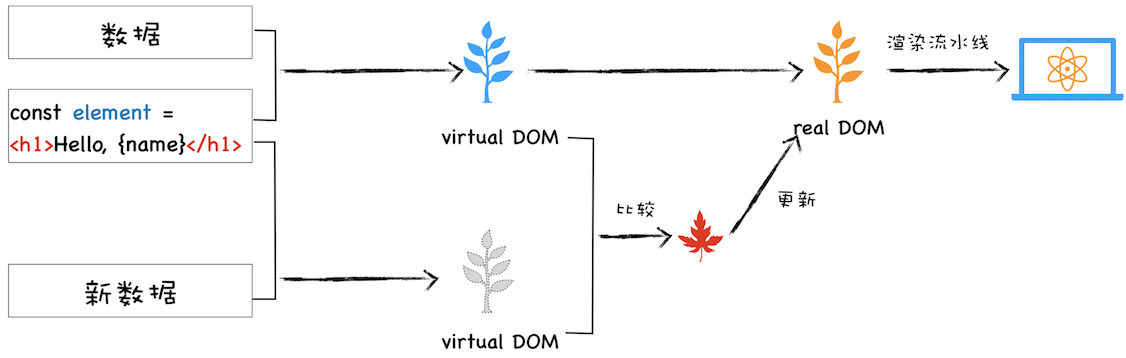 数据
渲染流水线
const element =
<h1>Hello, {name}</h1>
virtual DOM
real DOM
比较
更新
新数据
virtual DOM